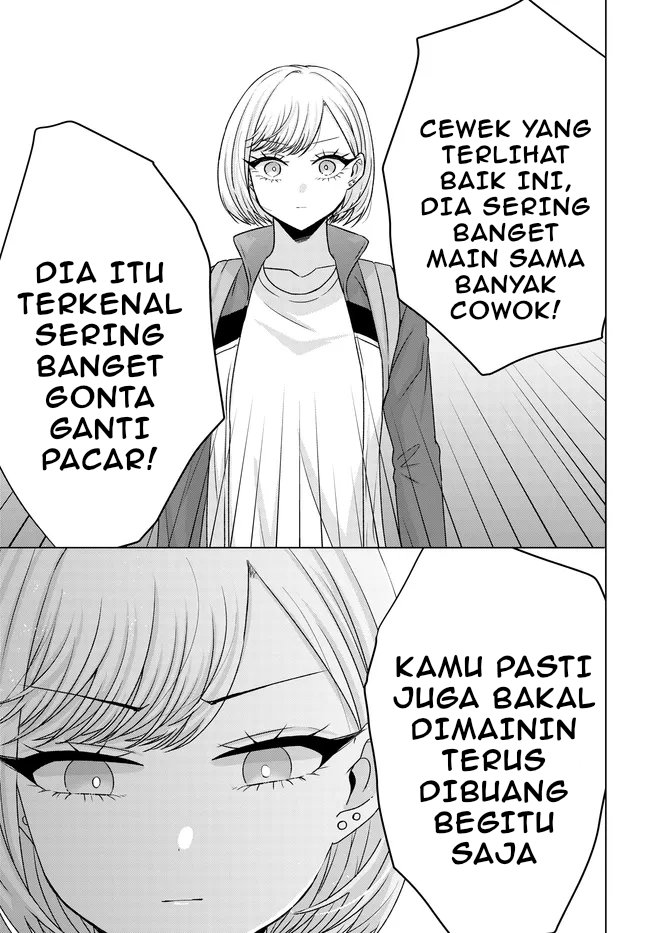 CEWEK YANG
TERLIHAT
BAIK INI,
DIA SERING
BANGET
MAIN SAMA
BANYAK
COWOK!
DIA ITU
TERKENAL
SERING
BANGET
GONTA
GANTI
PACAR!
KAMU PASTI
JUGA BAKAL
DIMAININ
TERUS
DIBUANG
BEGITU
SAJA